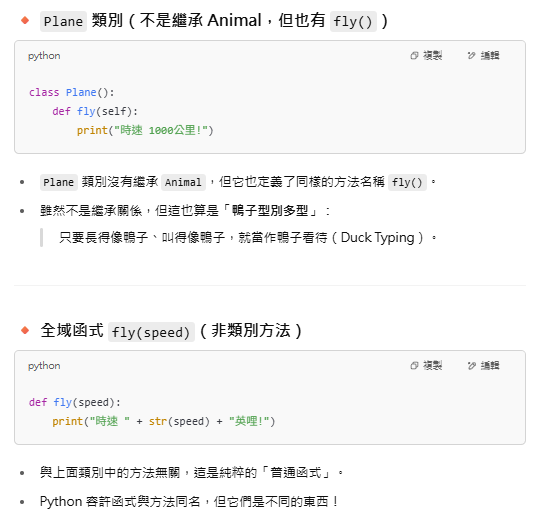 Plane 類別（不是繼承 Animal，但也有 fly()）
python 複製 編輯
class Plane():
    def fly(self):
        print("時速 1000公里!")
• Plane 類別沒有繼承 Animal，但它也定義了同樣的方法名稱 fly()。
• 雖然不是繼承關係，但這也算是「鴨子型別多型」：
只要長得像鴨子、叫得像鴨子，就當作鴨子看待（Duck Typing）。
全域函式 fly(speed)（非類別方法）
python 複製 編輯
def fly(speed):
    print("時速 " + str(speed) + "英哩!")
• 與上面類別中的方法無關，這是純粹的「普通函式」。
• Python 容許函式與方法同名，但它們是不同的東西！